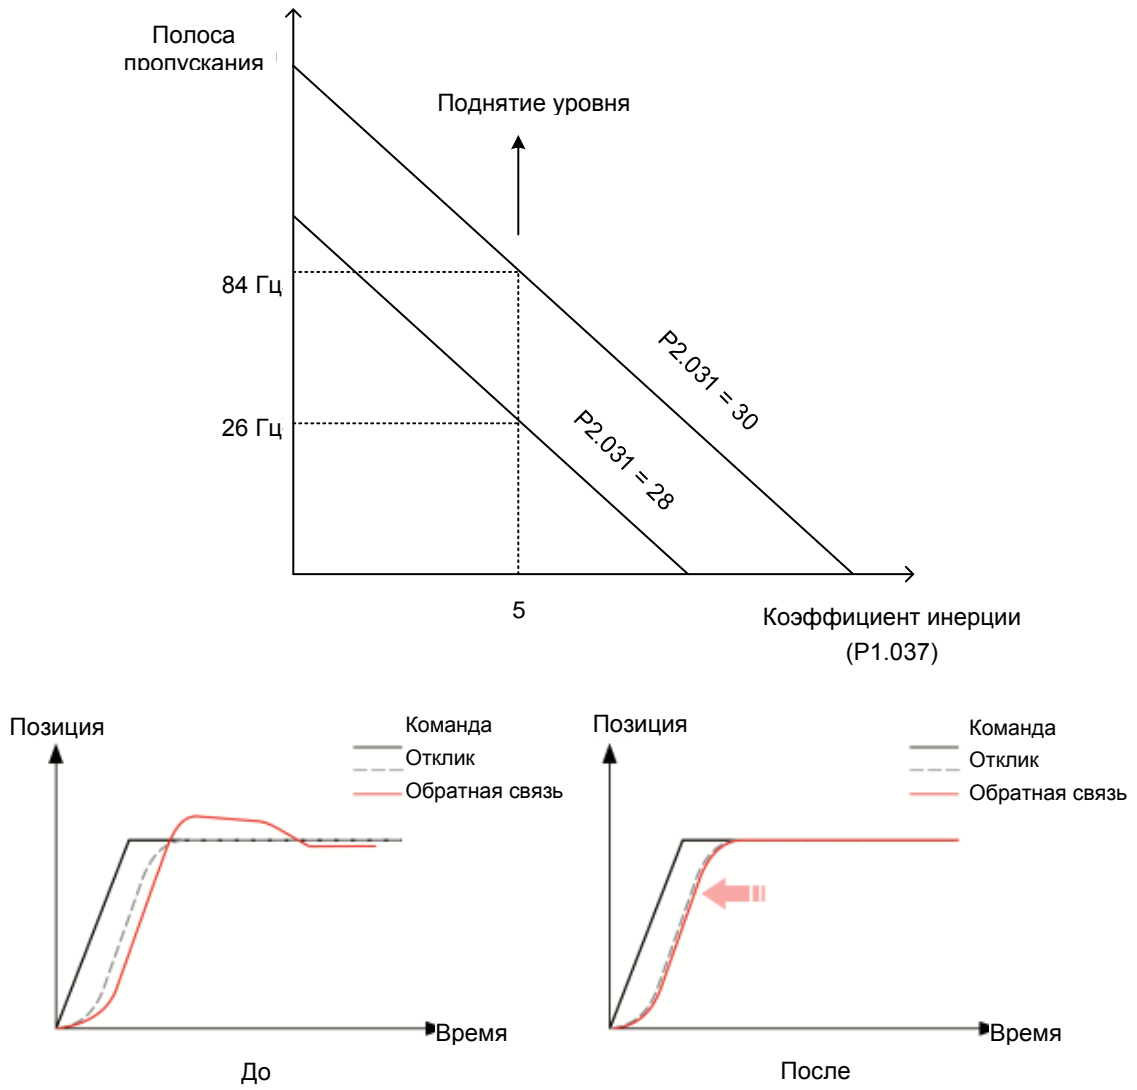 Полоса
пропускания
Поднятие уровня
84 Гц
26 Гц
P2.031 = 30
P2.031 = 28
5
Коэффициент инерции
(P1.037)
Позиция
Команда
Отклик
Обратная связь
Время
До
Позиция
Команда
Отклик
Обратная связь
Время
После